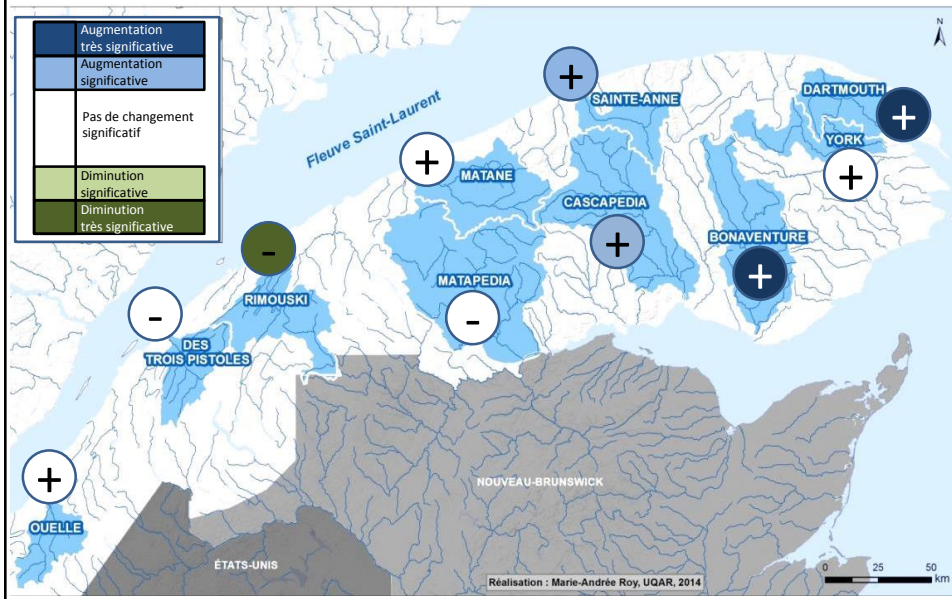 Augmentation
très significative
Augmentation
significative
Pas de changement
significatif
Diminution
significative
Diminution
très significative
N
Fleuve Saint-Laurent
+
SAINTE-ANNE
DARTMOUTH
+
YORK
+
+
MATANE
CASCAPEDIA
+
BONAVENTURE
+
-
RIMOUSKI
MATAPEDIA
-
-
DES
TROIS PISTOLES
+
OUELLE
NOUVEAU-BRUNSWICK
ÉTATS-UNIS
Réalisation : Marie-Andrée Roy, UQAR, 2014
0 25 50
km